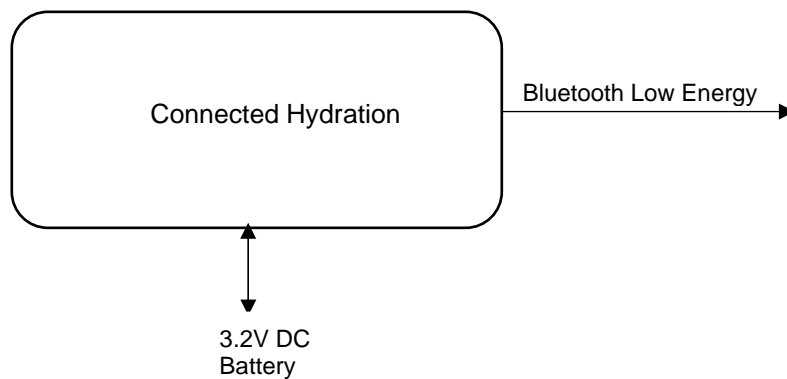 Connected Hydration
Bluetooth Low Energy
3.2V DC
Battery